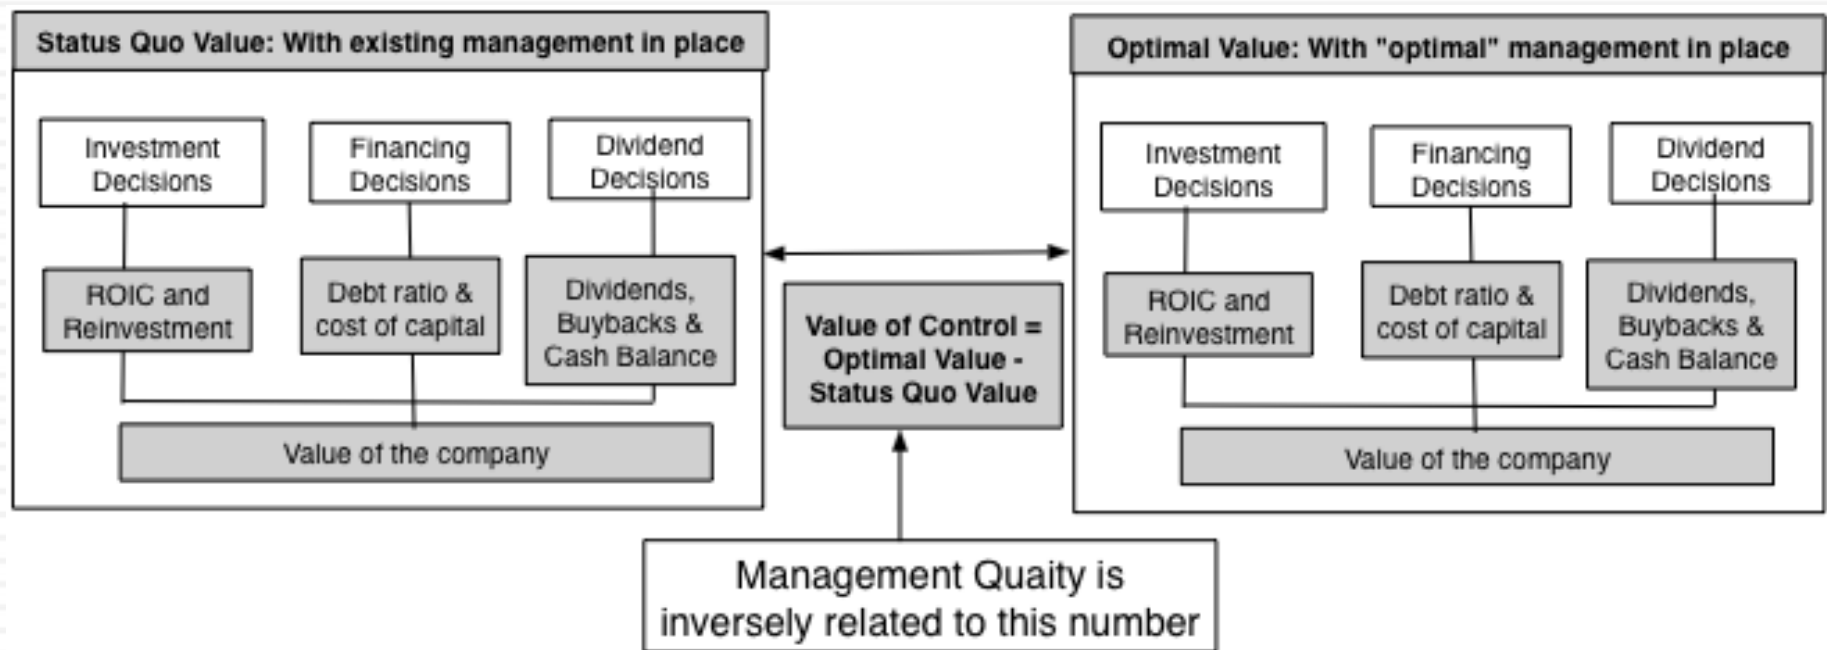 Status Quo Value: With existing management in place
Investment
Decisions
Financing
Decisions
Dividend
Decisions
ROIC and
Reinvestment
Debt ratio &
cost of capital
Dividends,
Buybacks &
Cash Balance
Value of the company
Value of Control =
Optimal Value -
Status Quo Value
Optimal Value: With "optimal" management in place
Investment
Decisions
Financing
Decisions
Dividend
Decisions
ROIC and
Reinvestment
Debt ratio &
cost of capital
Dividends,
Buybacks &
Cash Balance
Value of the company
Management Quaity is
inversely related to this number